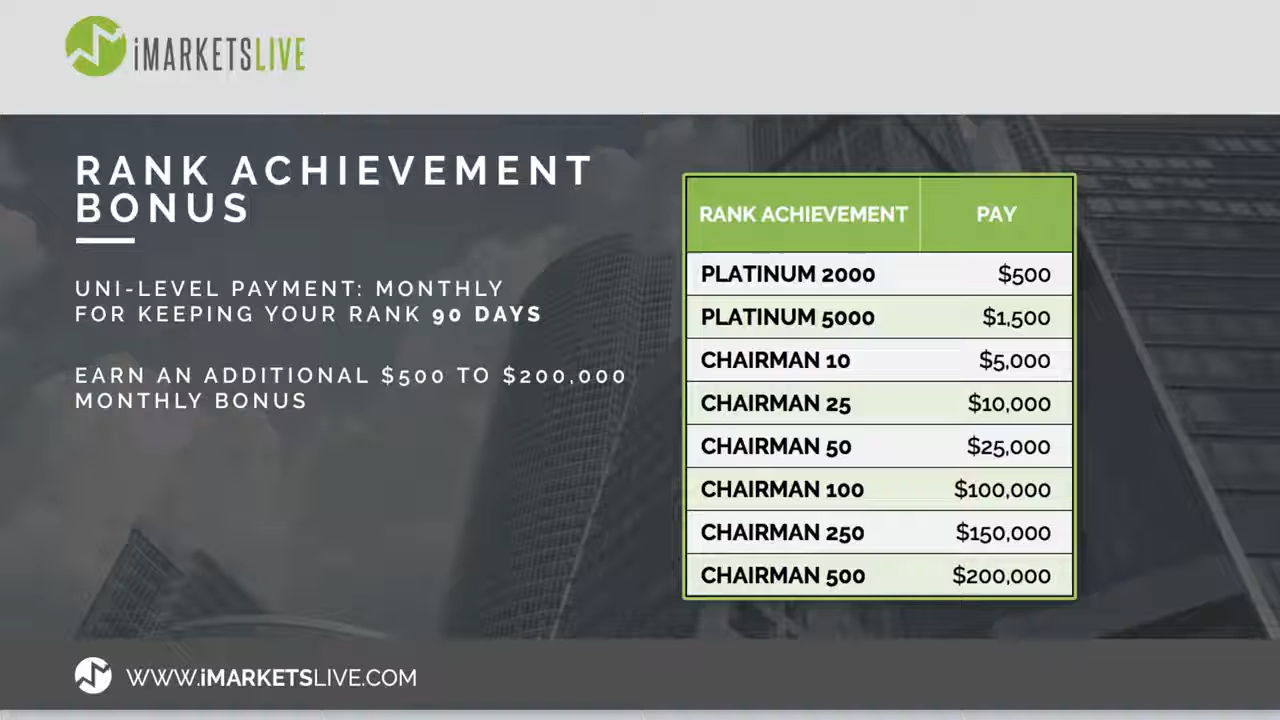 iMARKETSLIVE
RANK ACHIEVEMENT
BONUS
UNI-LEVEL PAYMENT: MONTHLY
FOR KEEPING YOUR RANK 90 DAYS
EARN AN ADDITIONAL $500 TO $200,000
MONTHLY BONUS
RANK ACHIEVEMENT PAY
PLATINUM 2000 $500
PLATINUM 5000 $1,500
CHAIRMAN 10 $5,000
CHAIRMAN 25 $10,000
CHAIRMAN 50 $25,000
CHAIRMAN 100 $100,000
CHAIRMAN 250 $150,000
CHAIRMAN 500 $200,000
WWW.iMARKETSLIVE.COM